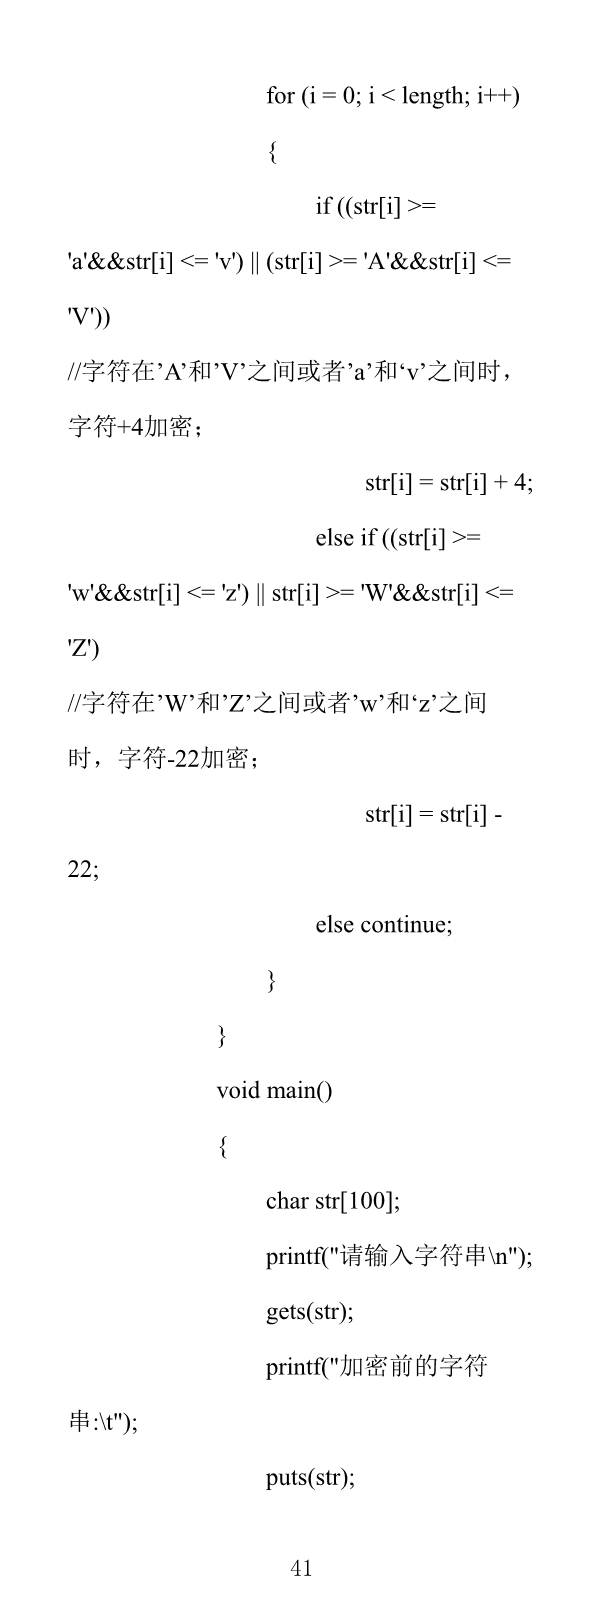 for (i = 0; i < length; i++)
{
if ((str[i] >=
'a'&&str[i] <= 'v') || (str[i] >= 'A'&&str[i] <=
'V'))
//字符在’A’和’V’之间或者’a’和‘v’之间时，
字符+4加密；
str[i] = str[i] + 4;
else if ((str[i] >=
'w'&&str[i] <= 'z') || str[i] >= 'W'&&str[i] <=
'Z')
//字符在’W’和’Z’之间或者’w’和‘z’之间
时，字符-22加密；
str[i] = str[i] -
22;
else continue;
}
}
void main()
{
char str[100];
printf("请输入字符串\n");
gets(str);
printf("加密前的字符
串:\t");
puts(str);
41